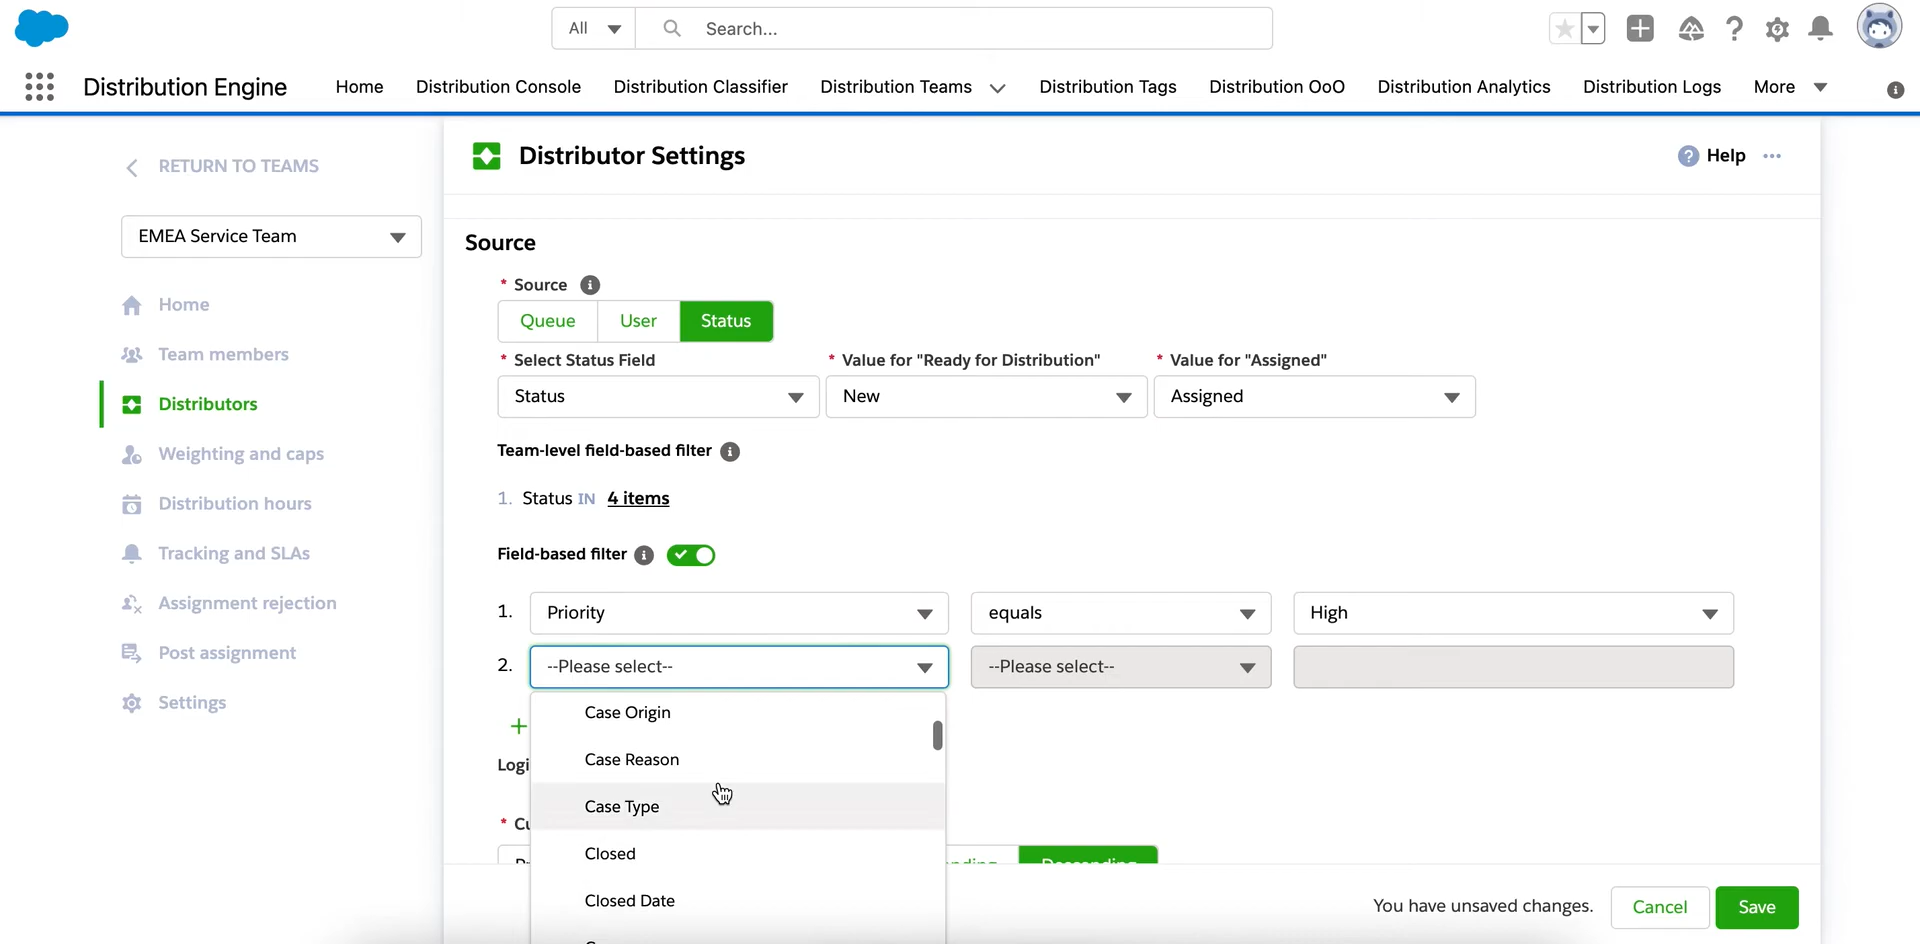 All
Search...
Distribution Engine
Home
Distribution Console
Distribution Classifier
Distribution Teams
Distribution Tags
Distribution OoO
Distribution Analytics
Distribution Logs
More
RETURN TO TEAMS
EMEA Service Team
Home
Team members
Distributors
Weighting and caps
Distribution hours
Tracking and SLAs
Assignment rejection
Post assignment
Settings
Distributor Settings
Help
Source
* Source
Queue
User
Status
* Select Status Field
* Value for "Ready for Distribution"
* Value for "Assigned"
Status
New
Assigned
Team-level field-based filter
1. Status IN 4 items
Field-based filter
1. Priority
equals
High
2. --Please select--
--Please select--
Case Origin
Case Reason
Case Type
Closed
Closed Date
Descending
You have unsaved changes.
Cancel
Save